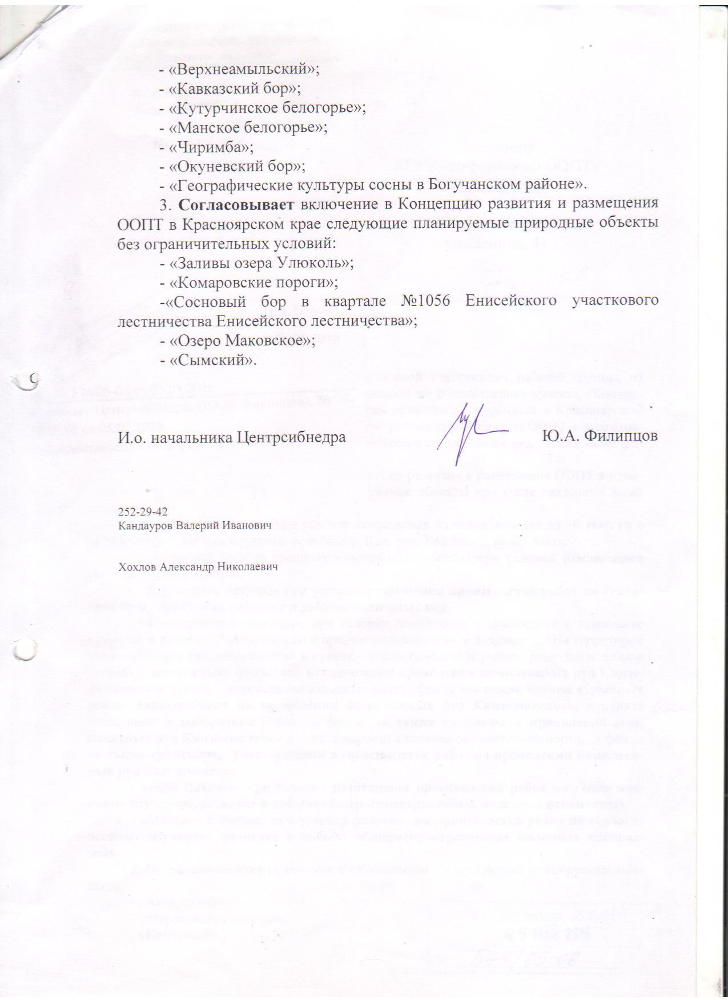 - «Верхнеамыльский»;
- «Кавказский бор»;
- «Кутурчинское белогорье»;
- «Манское белогорье»;
- «Чиримба»;
- «Окуневский бор»;
- «Географические культуры сосны в Богучанском районе».
3. Согласовывает включение в Концепцию развития и размещения
ООПТ в Красноярском крае следующие планируемые природные объекты
без ограничительных условий:
- «Заливы озера Улюколь»;
- «Комаровские пороги»;
-«Сосновый бор в квартале №1056 Енисейского участкового
лестничества Енисейского лестничества»;
- «Озеро Маковское»;
- «Сымский».
И.о. начальника Центрсибнедра Ю.А. Филипцов
252-29-42
Кандауров Валерий Иванович
Хохлов Александр Николаевич